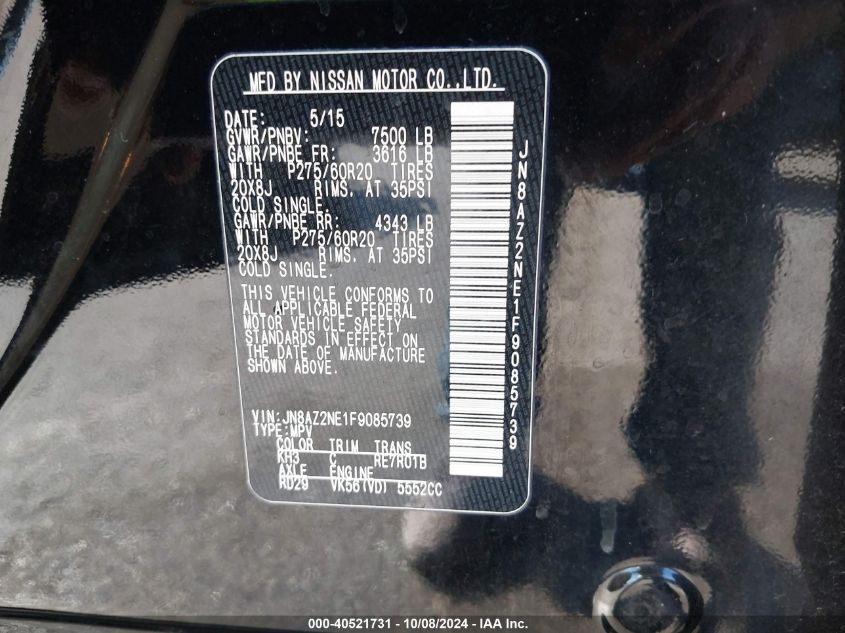 MFD BY NISSAN MOTOR CO.,LTD.
DATE: 5/15
GVWR/PNBV: 7500 LB
GAWR/PNBE FR: 3616 LB
WITH P275/60R20 TIRES
20X8J RIMS, AT 35PSI
COLD SINGLE.
GAWR/PNBE RR: 4343 LB
WITH P275/60R20 TIRES
20X8J RIMS, AT 35PSI
COLD SINGLE.
THIS VEHICLE CONFORMS TO
ALL APPLICABLE FEDERAL
MOTOR VEHICLE SAFETY
STANDARDS IN EFFECT ON
THE DATE OF MANUFACTURE
SHOWN ABOVE.
VIN:JN8AZ2NE1F9085739
TYPE:MPV
COLOR TRIM TRANS
KH3 C RE7R01B
AXLE ENGINE
RD29 VK56(VD) 5552CC
JN8AZ2NE1F9085739
000-40521731 - 10/08/2024 - IAA Inc.